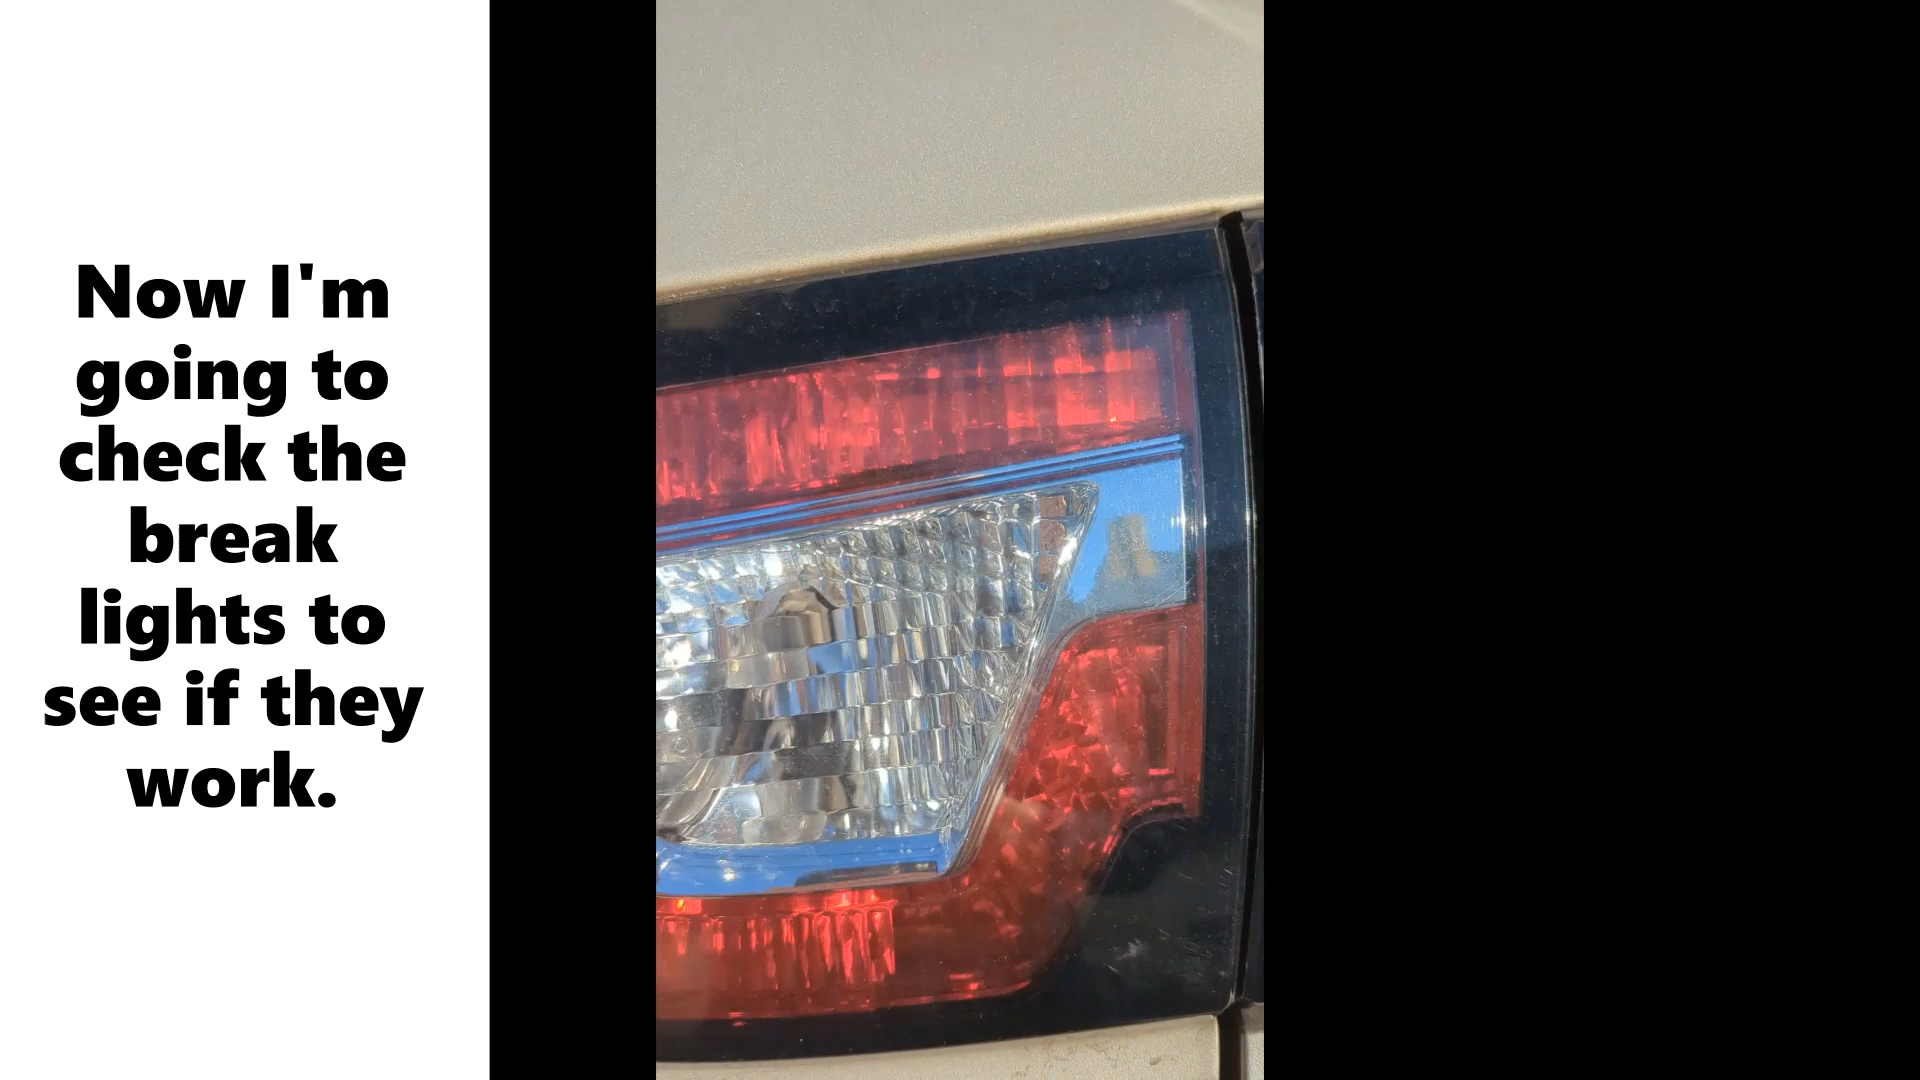 Now I'm
going to
check the
break
lights to
see if they
work.